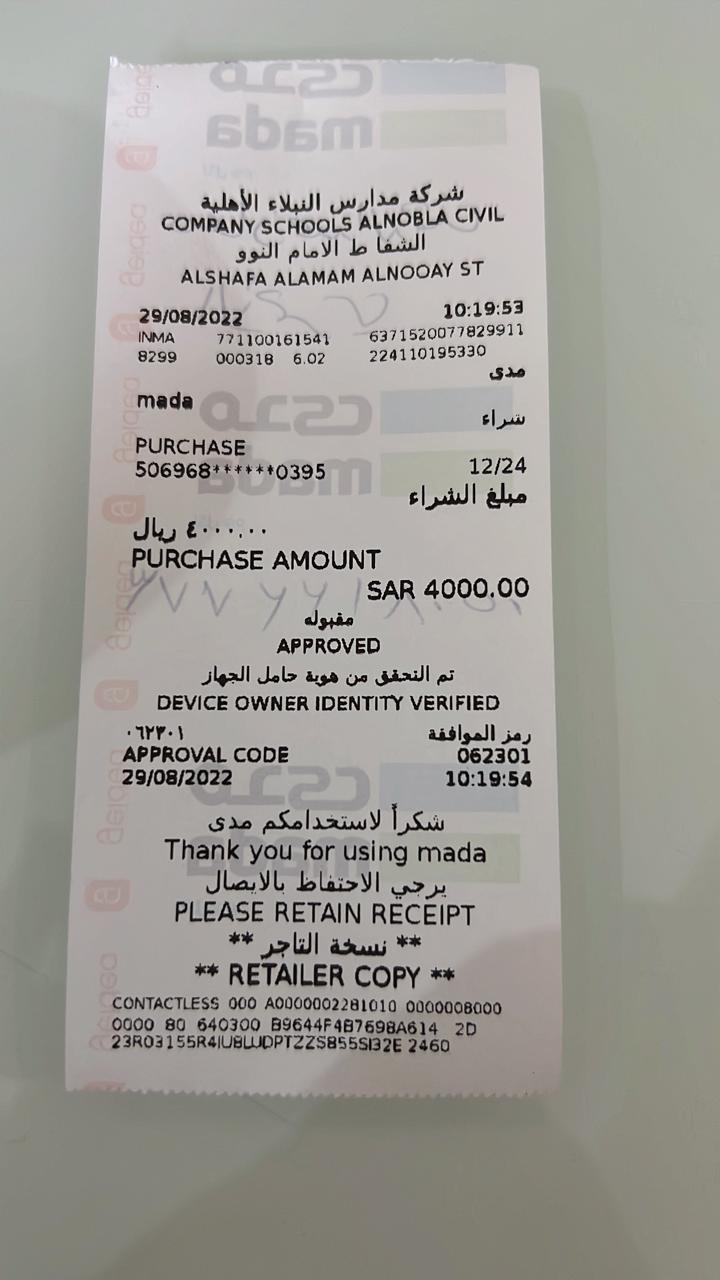 شركة مدارس النبلاء الأهلية
COMPANY SCHOOLS ALNOBLA CIVIL
الشفا ط الامام النوو
ALSHAFA ALAMAM ALNOOAY ST
29/08/2022 10:19:53
INMA 771100161541 6371520077829911
8299 000318 6.02 224110195330
مدى
mada
شراء
PURCHASE
506968******0395 12/24
مبلغ الشراء
٤٠٠٠.٠٠ ريال
PURCHASE AMOUNT
SAR 4000.00
مقبوله
APPROVED
تم التحقق من هوية حامل الجهاز
DEVICE OWNER IDENTITY VERIFIED
رمز الموافقة ٠٦٢٣٠١
APPROVAL CODE 062301
29/08/2022 10:19:54
شكراً لاستخدامكم مدى
Thank you for using mada
يرجي الاحتفاظ بالايصال
PLEASE RETAIN RECEIPT
** نسخة التاجر **
** RETAILER COPY **
CONTACTLESS 000 A0000002281010 0000008000
0000 80 640300 B9644F4B7698A614 2D
2460